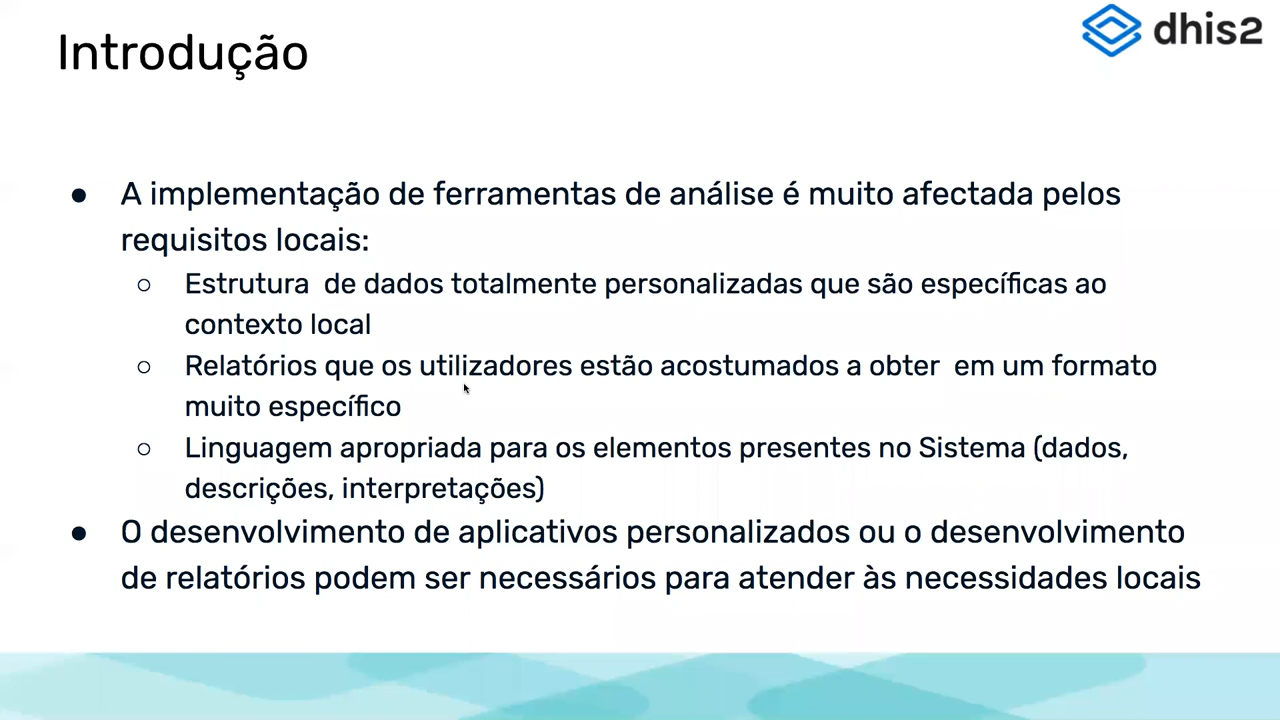 Introdução
dhis2
● A implementação de ferramentas de análise é muito afectada pelos
requisitos locais:
○ Estrutura  de dados totalmente personalizadas que são específicas ao
contexto local
○ Relatórios que os utilizadores estão acostumados a obter  em um formato
muito específico
○ Linguagem apropriada para os elementos presentes no Sistema (dados,
descrições, interpretações)
● O desenvolvimento de aplicativos personalizados ou o desenvolvimento
de relatórios podem ser necessários para atender às necessidades locais